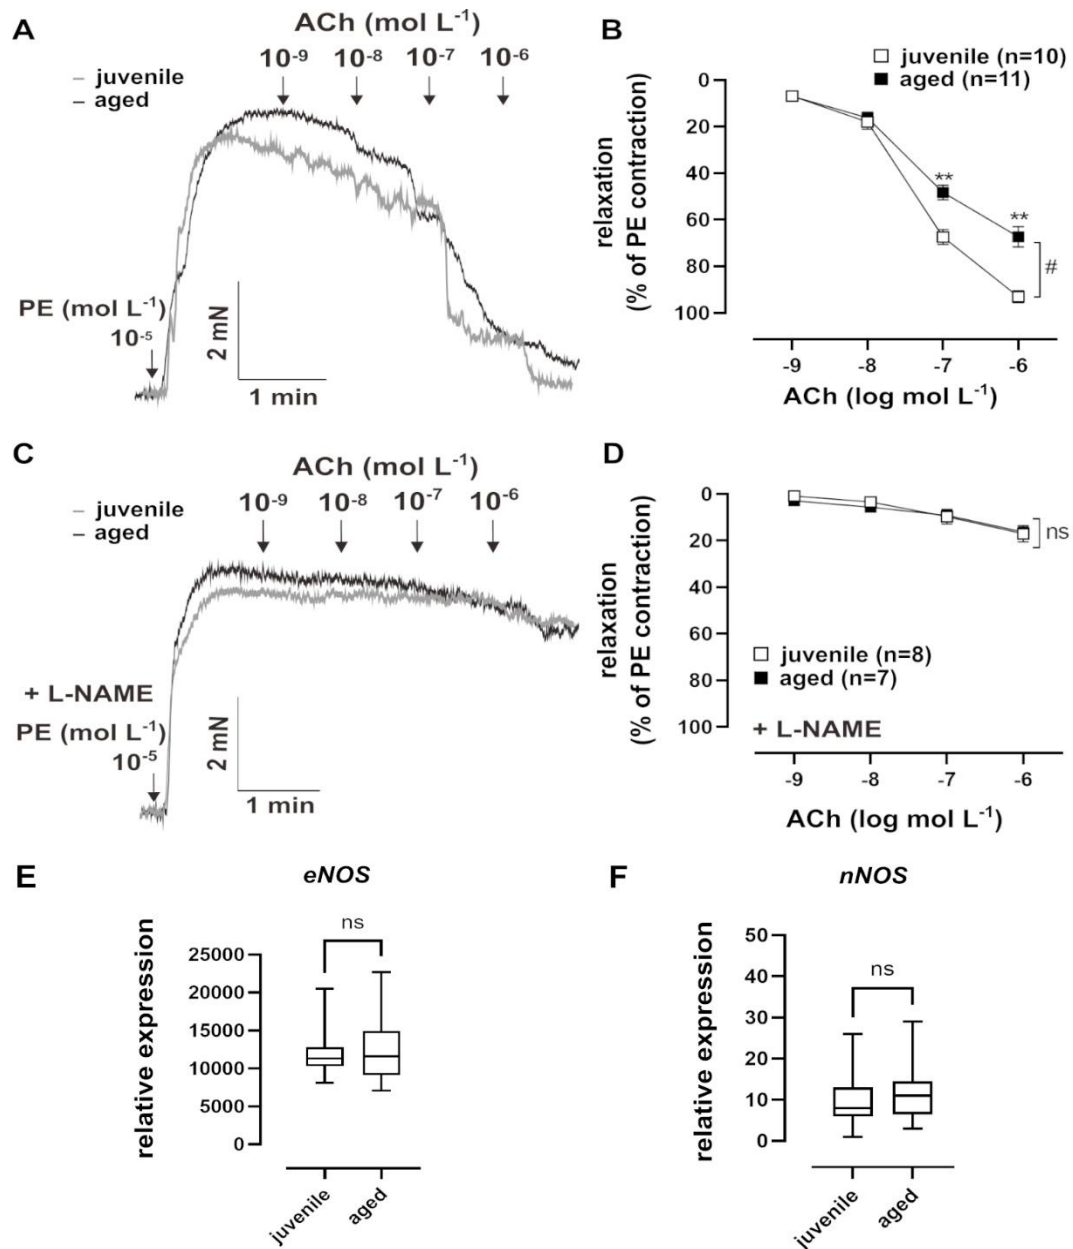 A
ACh (mol L-1)
10-9 10-8 10-7 10-6
– juvenile
– aged
PE (mol L-1)
10-5
2 mN
1 min
B
juvenile (n=10)
aged (n=11)
relaxation
(% of PE contraction)
0
20
40
60
80
100
**
**
#
-9 -8 -7 -6
ACh (log mol L-1)
C
ACh (mol L-1)
10-9 10-8 10-7 10-6
– juvenile
– aged
+ L-NAME
PE (mol L-1)
10-5
2 mN
1 min
D
relaxation
(% of PE contraction)
0
20
40
60
80
100
ns
juvenile (n=8)
aged (n=7)
+ L-NAME
-9 -8 -7 -6
ACh (log mol L-1)
E
eNOS
relative expression
ns
25000
20000
15000
10000
5000
0
juvenile
aged
F
nNOS
relative expression
50
40
30
20
10
0
ns
juvenile
aged